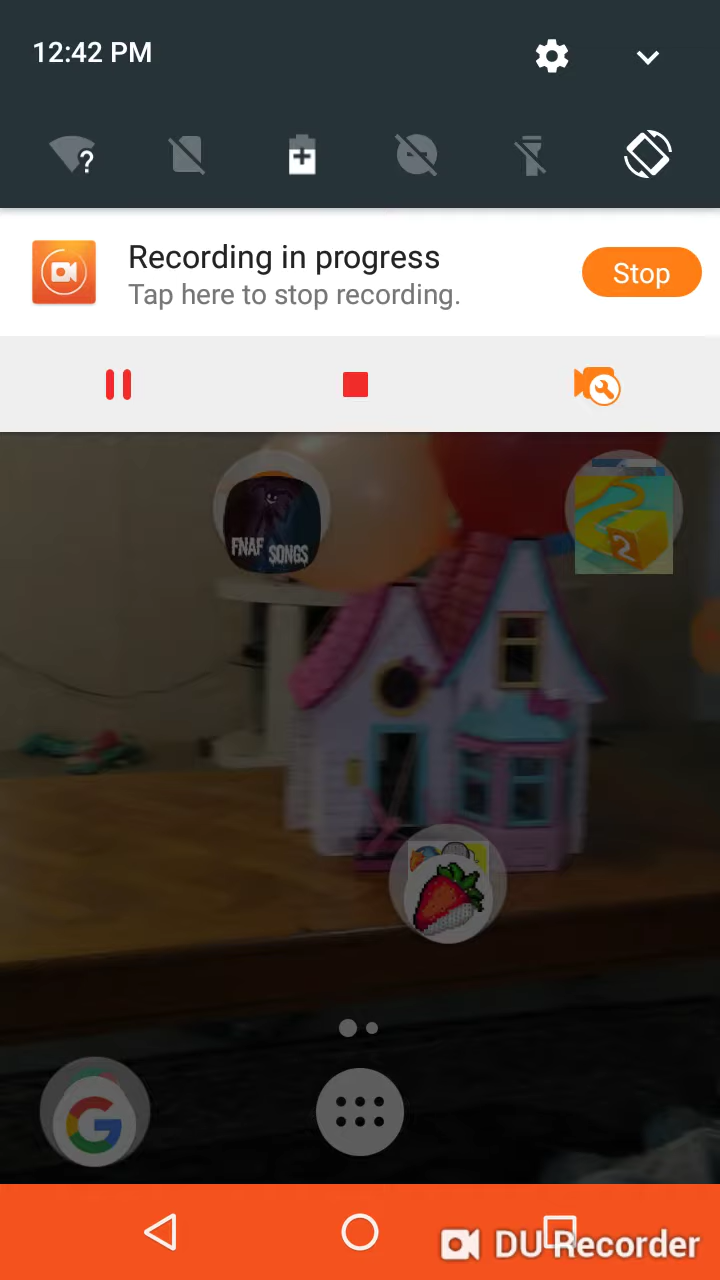 12:42 PM
?
Recording in progress
Tap here to stop recording.
Stop
FNAF SONGS
2
G
DU Recorder